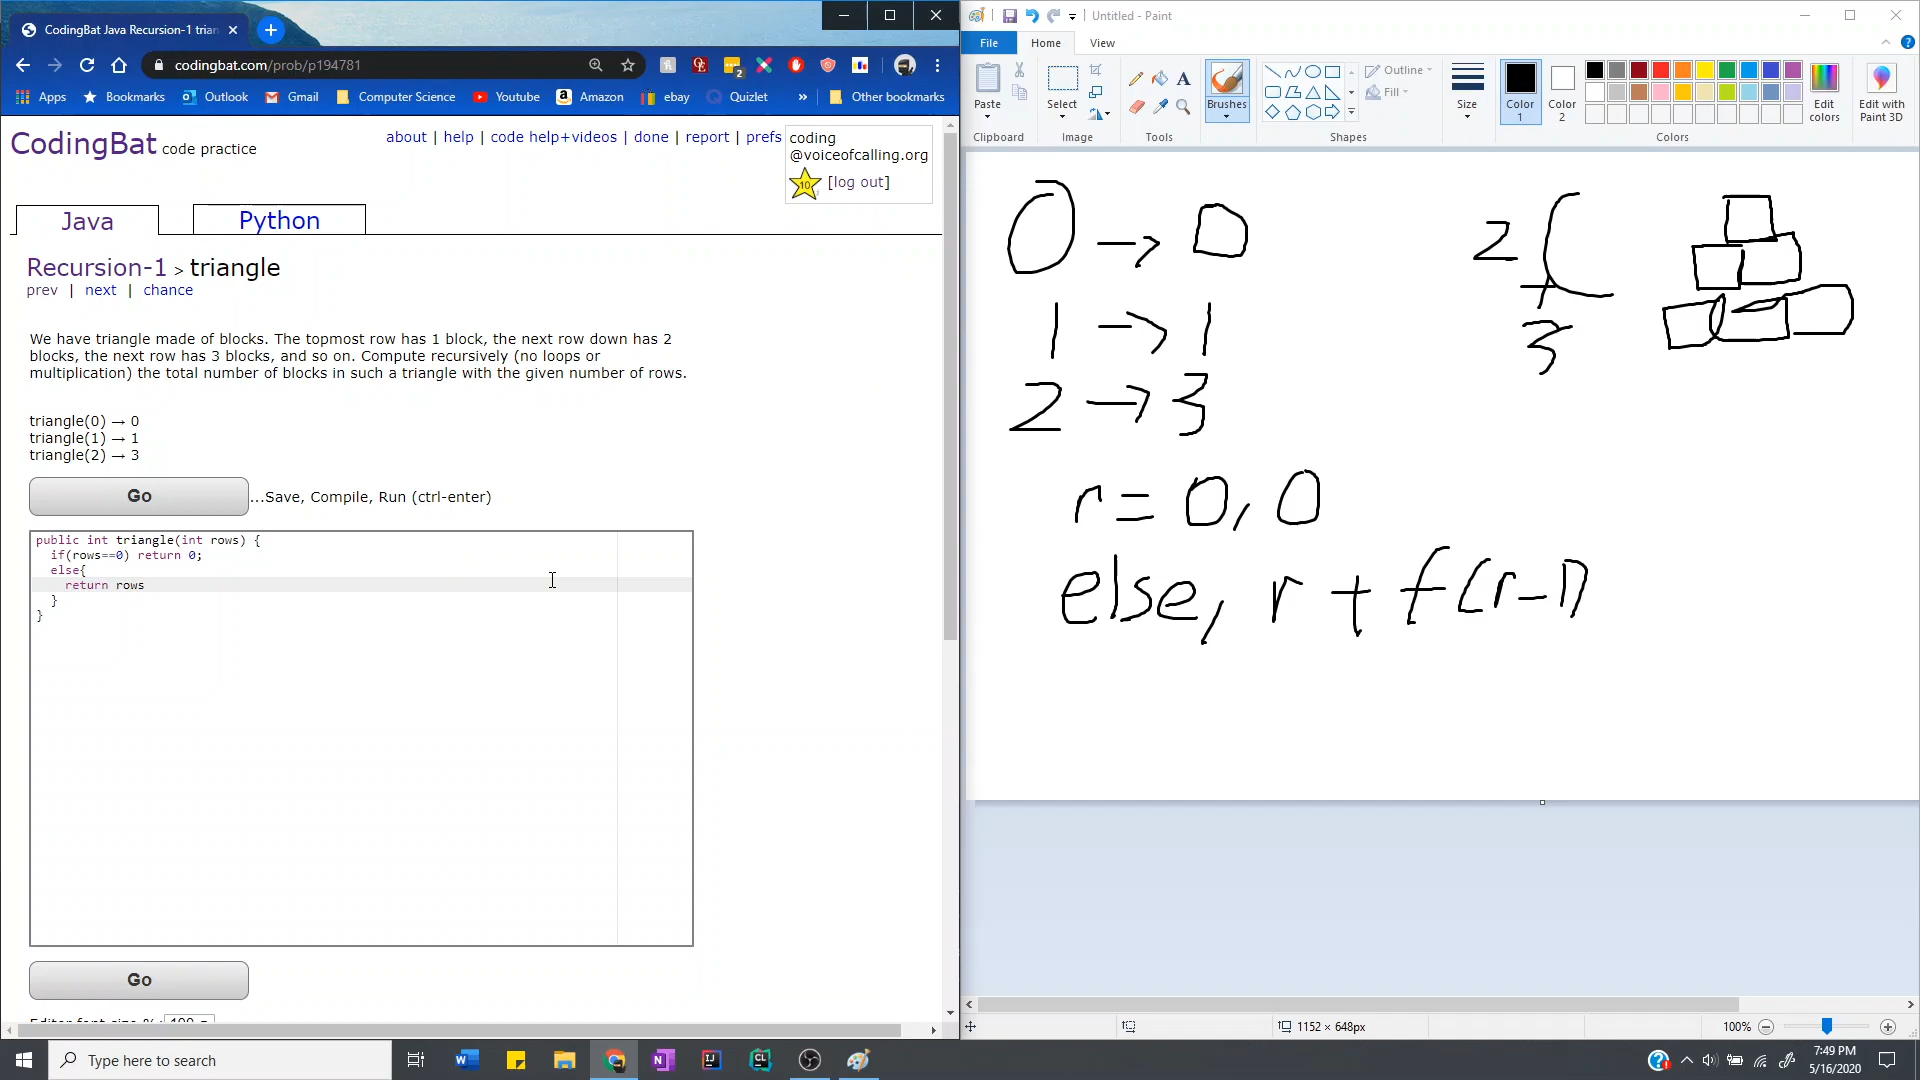 CodingBat Java Recursion-1 trian
Untitled - Paint
File Home View
codingbat.com/prob/p194781
2
Apps Bookmarks Outlook Gmail Computer Science Youtube Amazon ebay Quizlet » Other bookmarks
Paste Select Brushes Outline Fill Size Color 1 Color 2 Edit colors Edit with Paint 3D
Clipboard Image Tools Shapes Colors
CodingBat code practice
about | help | code help+videos | done | report | prefs
coding
@voiceofcalling.org
10 [log out]
Java Python
Recursion-1 > triangle
prev | next | chance
We have triangle made of blocks. The topmost row has 1 block, the next row down has 2
blocks, the next row has 3 blocks, and so on. Compute recursively (no loops or
multiplication) the total number of blocks in such a triangle with the given number of rows.
triangle(0) → 0
triangle(1) → 1
triangle(2) → 3
Go ...Save, Compile, Run (ctrl-enter)
public int triangle(int rows) {
if(rows==0) return 0;
else{
return rows
}
}
Go
0 → 0
1 → 1
2 → 3
2 (
+
3
r = 0, 0
else, r + f(r-1)
1152 × 648px
100%
Type here to search
7:49 PM
5/16/2020